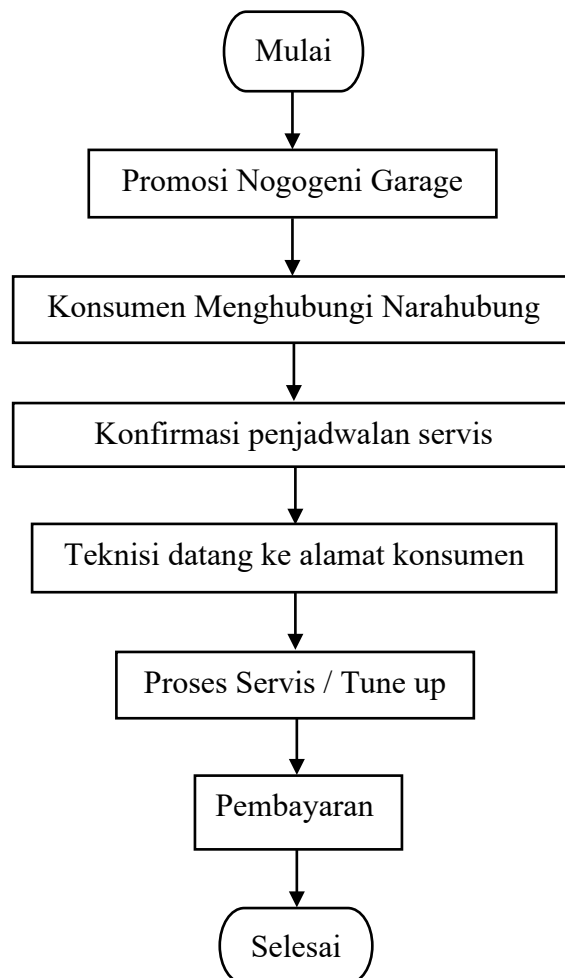 Mulai
Promosi Nogogeni Garage
Konsumen Menghubungi Narahubung
Konfirmasi penjadwalan servis
Teknisi datang ke alamat konsumen
Proses Servis / Tune up
Pembayaran
Selesai